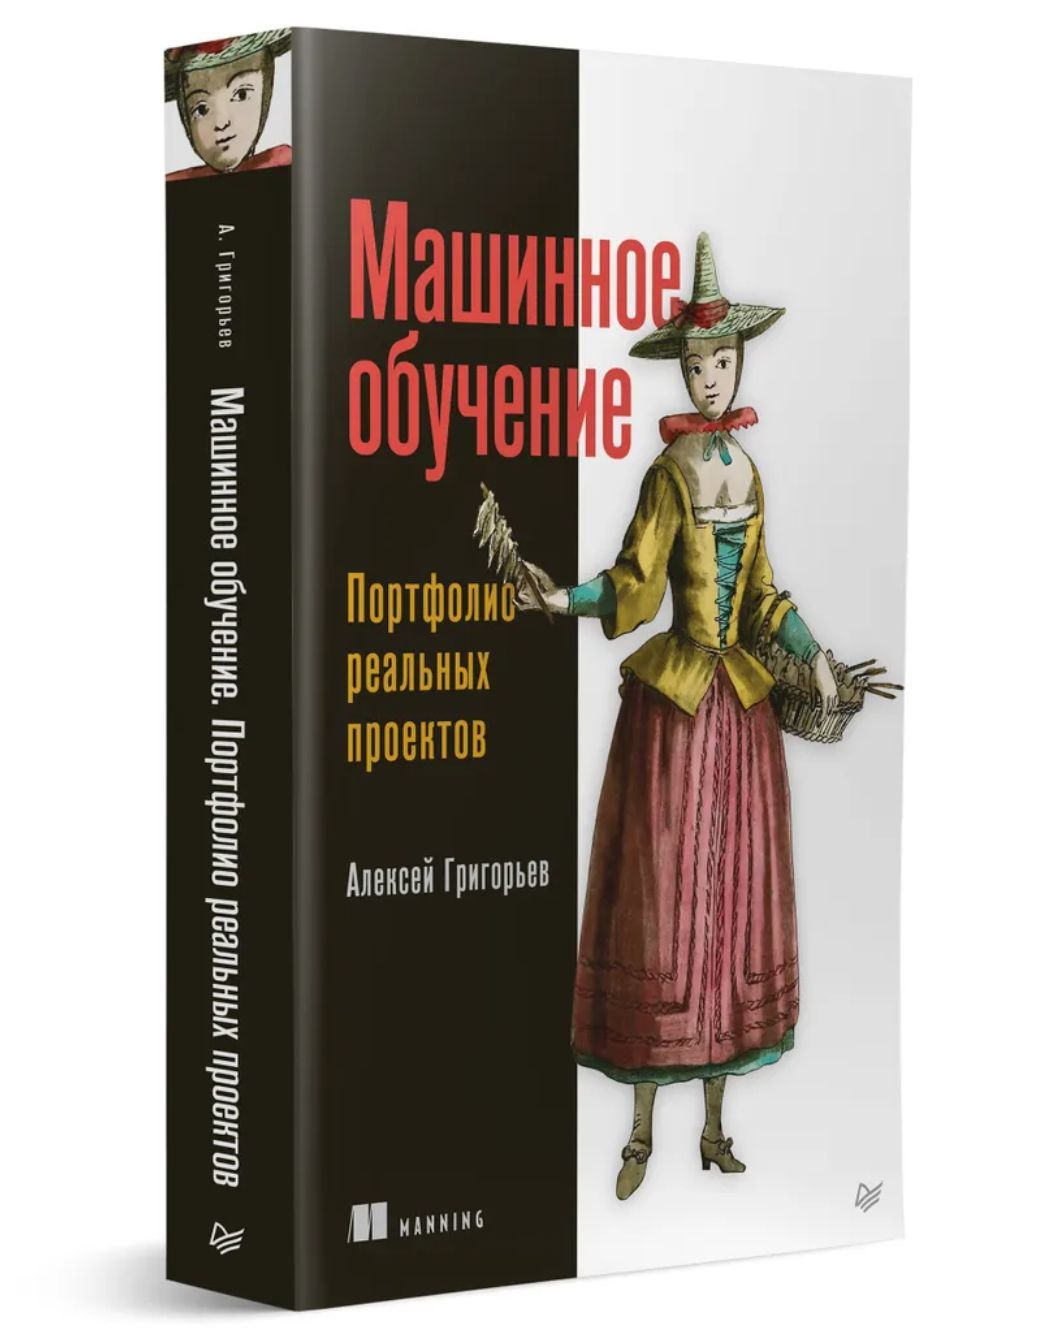 А. Григорьев
Машинное обучение. Портфолио реальных проектов
Машинное
обучение
Портфолио
реальных
проектов
Алексей Григорьев
MANNING